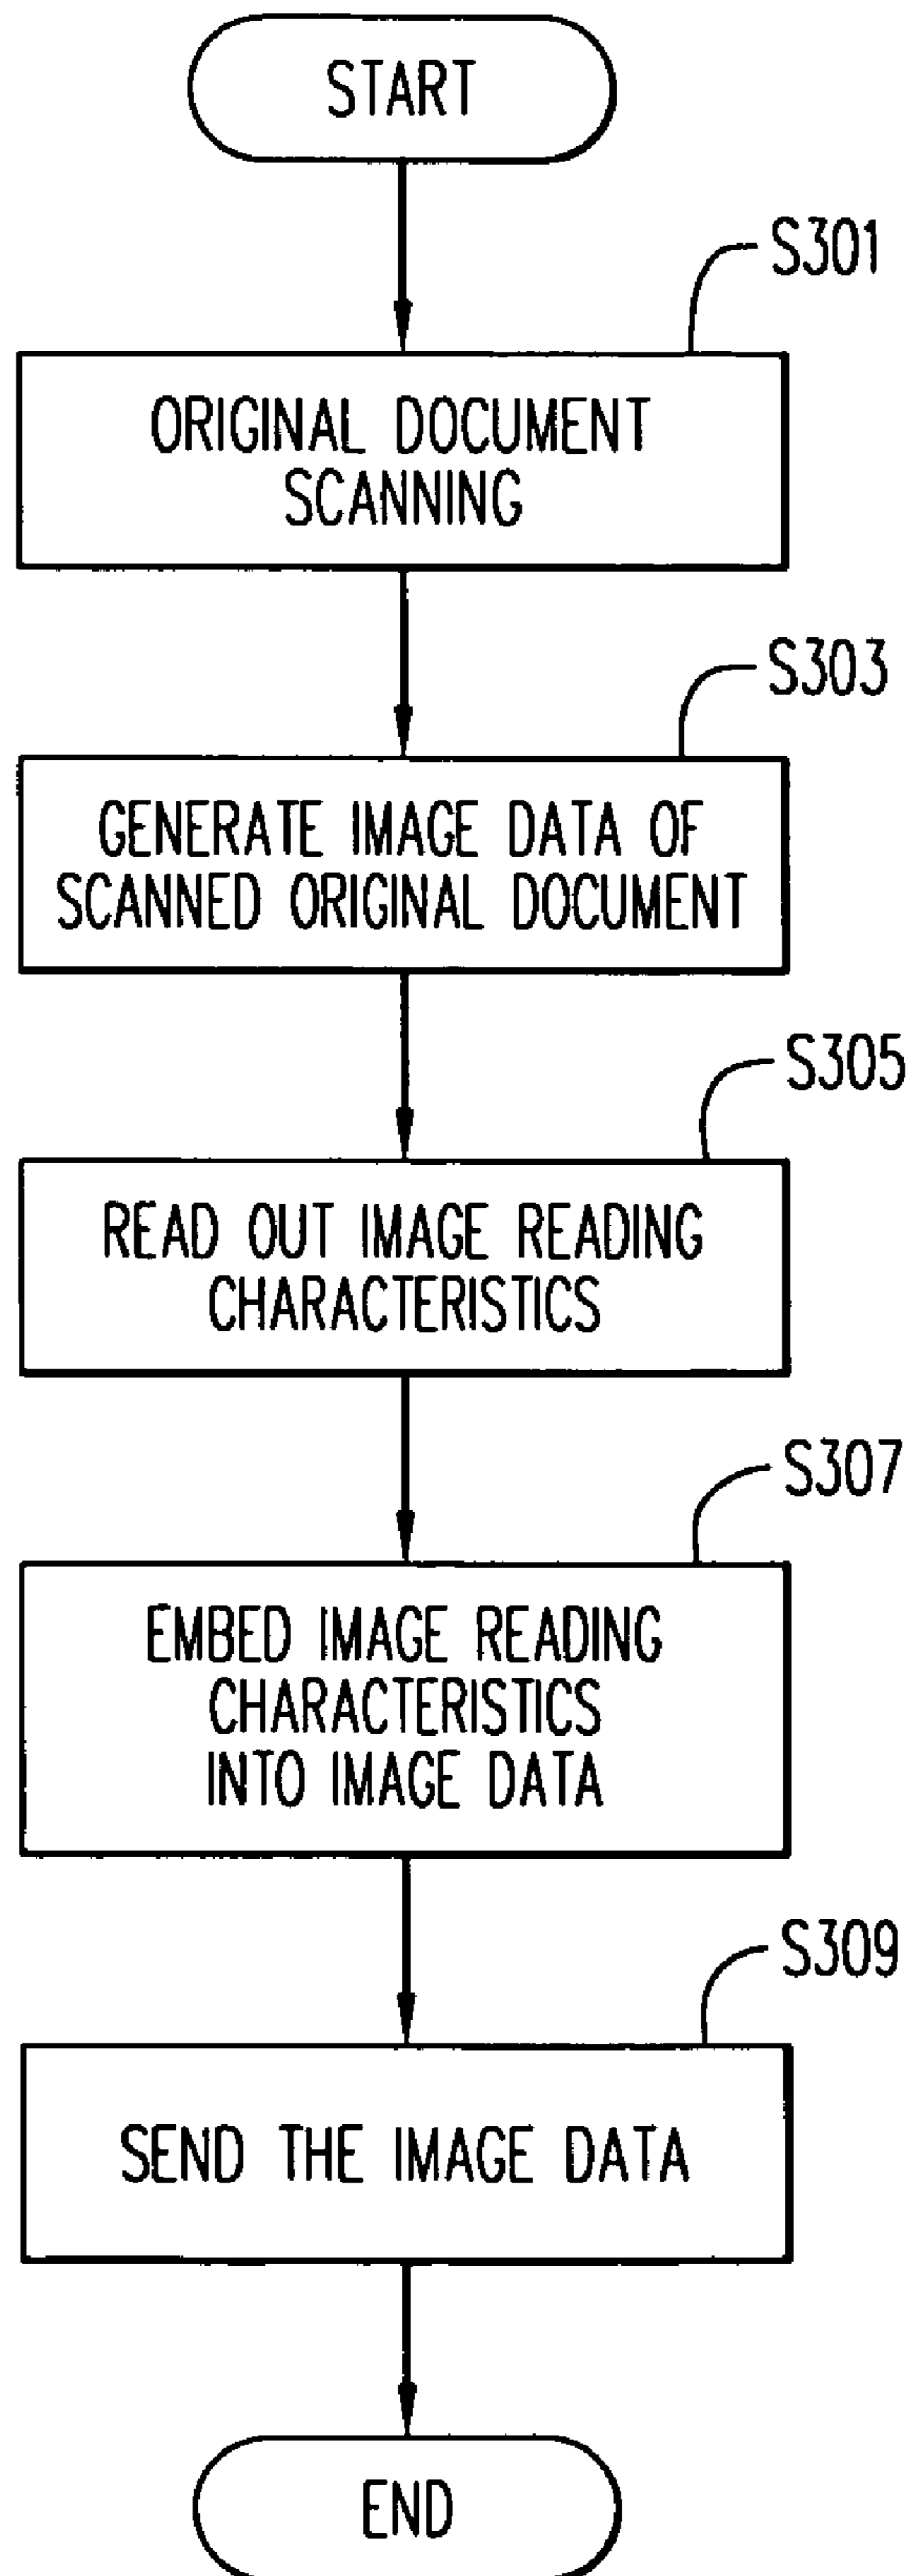 START
S301
ORIGINAL DOCUMENT
SCANNING
S303
GENERATE IMAGE DATA OF
SCANNED ORIGINAL DOCUMENT
S305
READ OUT IMAGE READING
CHARACTERISTICS
S307
EMBED IMAGE READING
CHARACTERISTICS
INTO IMAGE DATA
S309
SEND THE IMAGE DATA
END